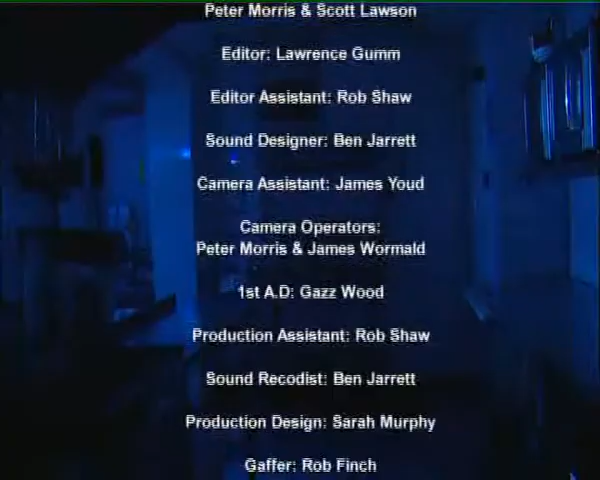 Peter Morris & Scott Lawson
Editor: Lawrence Gumm
Editor Assistant: Rob Shaw
Sound Designer: Ben Jarrett
Camera Assistant: James Youd
Camera Operators:
Peter Morris & James Wormald
1st A.D: Gazz Wood
Production Assistant: Rob Shaw
Sound Recodist: Ben Jarrett
Production Design: Sarah Murphy
Gaffer: Rob Finch